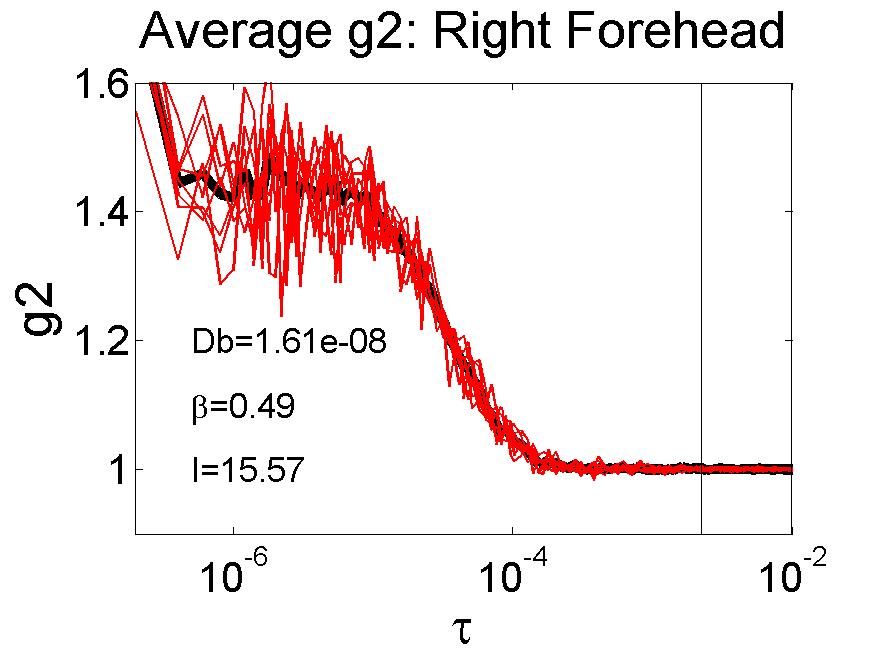 Average g2: Right Forehead
1.6
1.4
1.2
1
g2
Db=1.61e-08
β=0.49
I=15.57
10^-6
10^-4
10^-2
τ